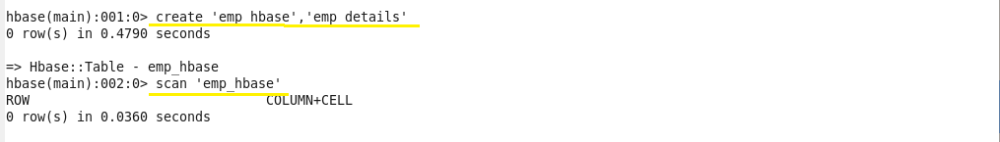 hbase(main):001:0> create 'emp_hbase','emp_details'
0 row(s) in 0.4790 seconds
=> Hbase::Table - emp_hbase
hbase(main):002:0> scan 'emp_hbase'
ROW COLUMN+CELL
0 row(s) in 0.0360 seconds